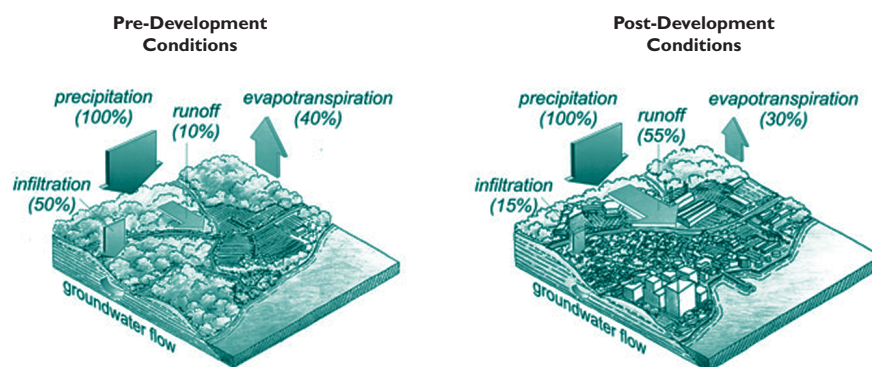 Pre-Development
Conditions
precipitation
(100%)
runoff
(10%)
evapotranspiration
(40%)
infiltration
(50%)
groundwater flow
Post-Development
Conditions
precipitation
(100%)
runoff
(55%)
evapotranspiration
(30%)
infiltration
(15%)
groundwater flow